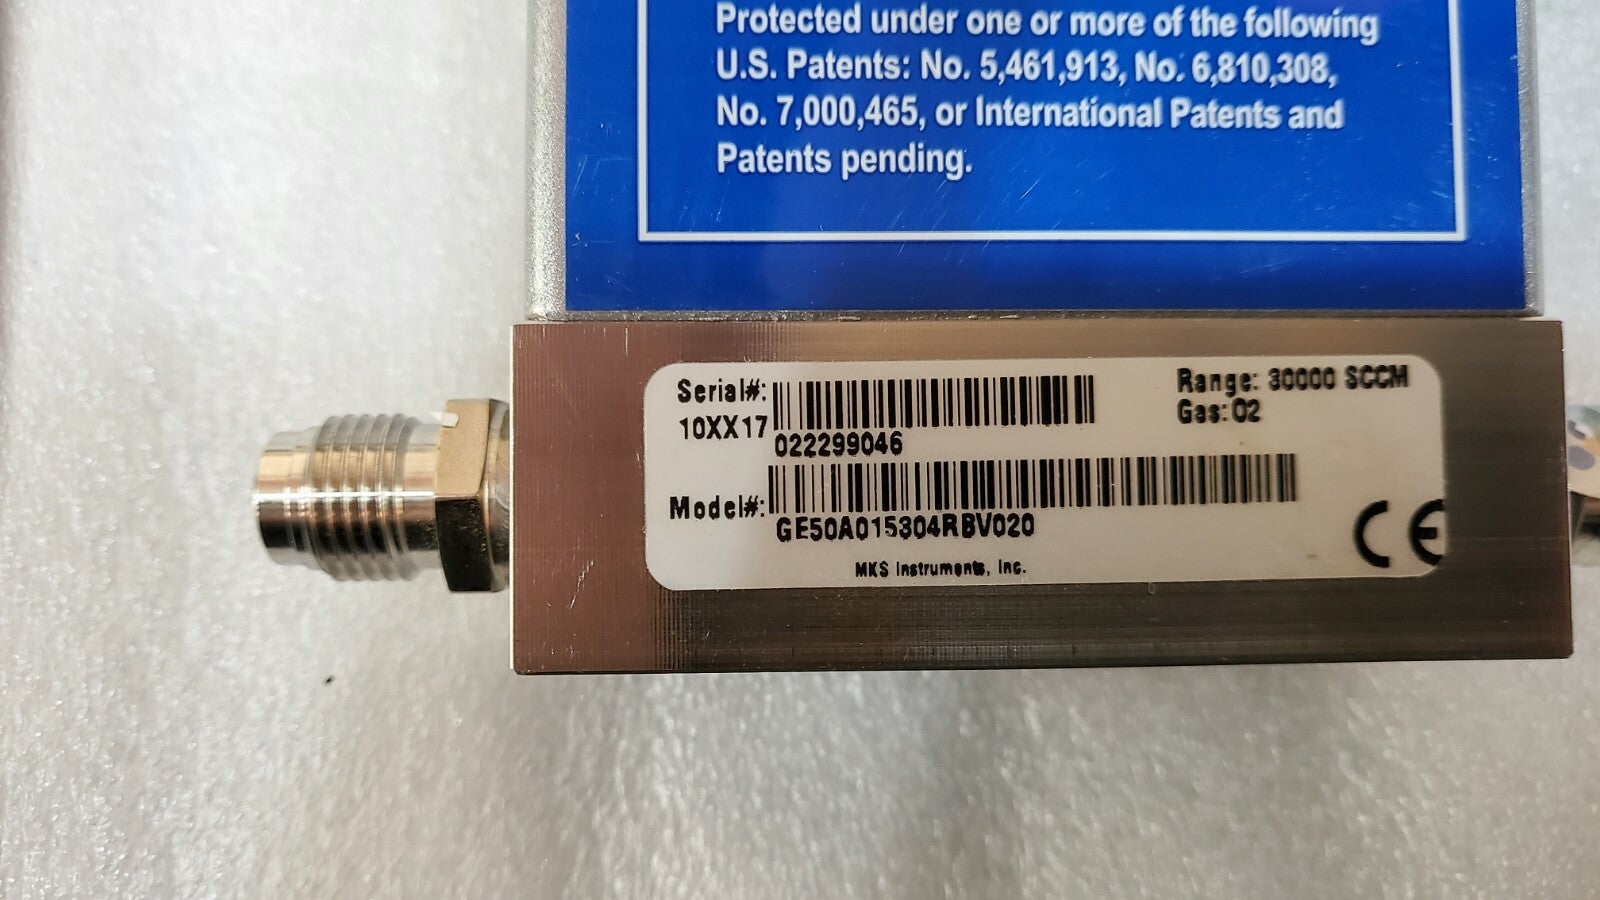 Protected under one or more of the following
U.S. Patents: No. 5,461,913, No. 6,810,308,
No. 7,000,465, or International Patents and
Patents pending.
Serial#:
10XX17
022299046
Range: 30000 SCCM
Gas: O2
Model#:
GE50A015304RBV020
MKS Instruments, Inc.
CE